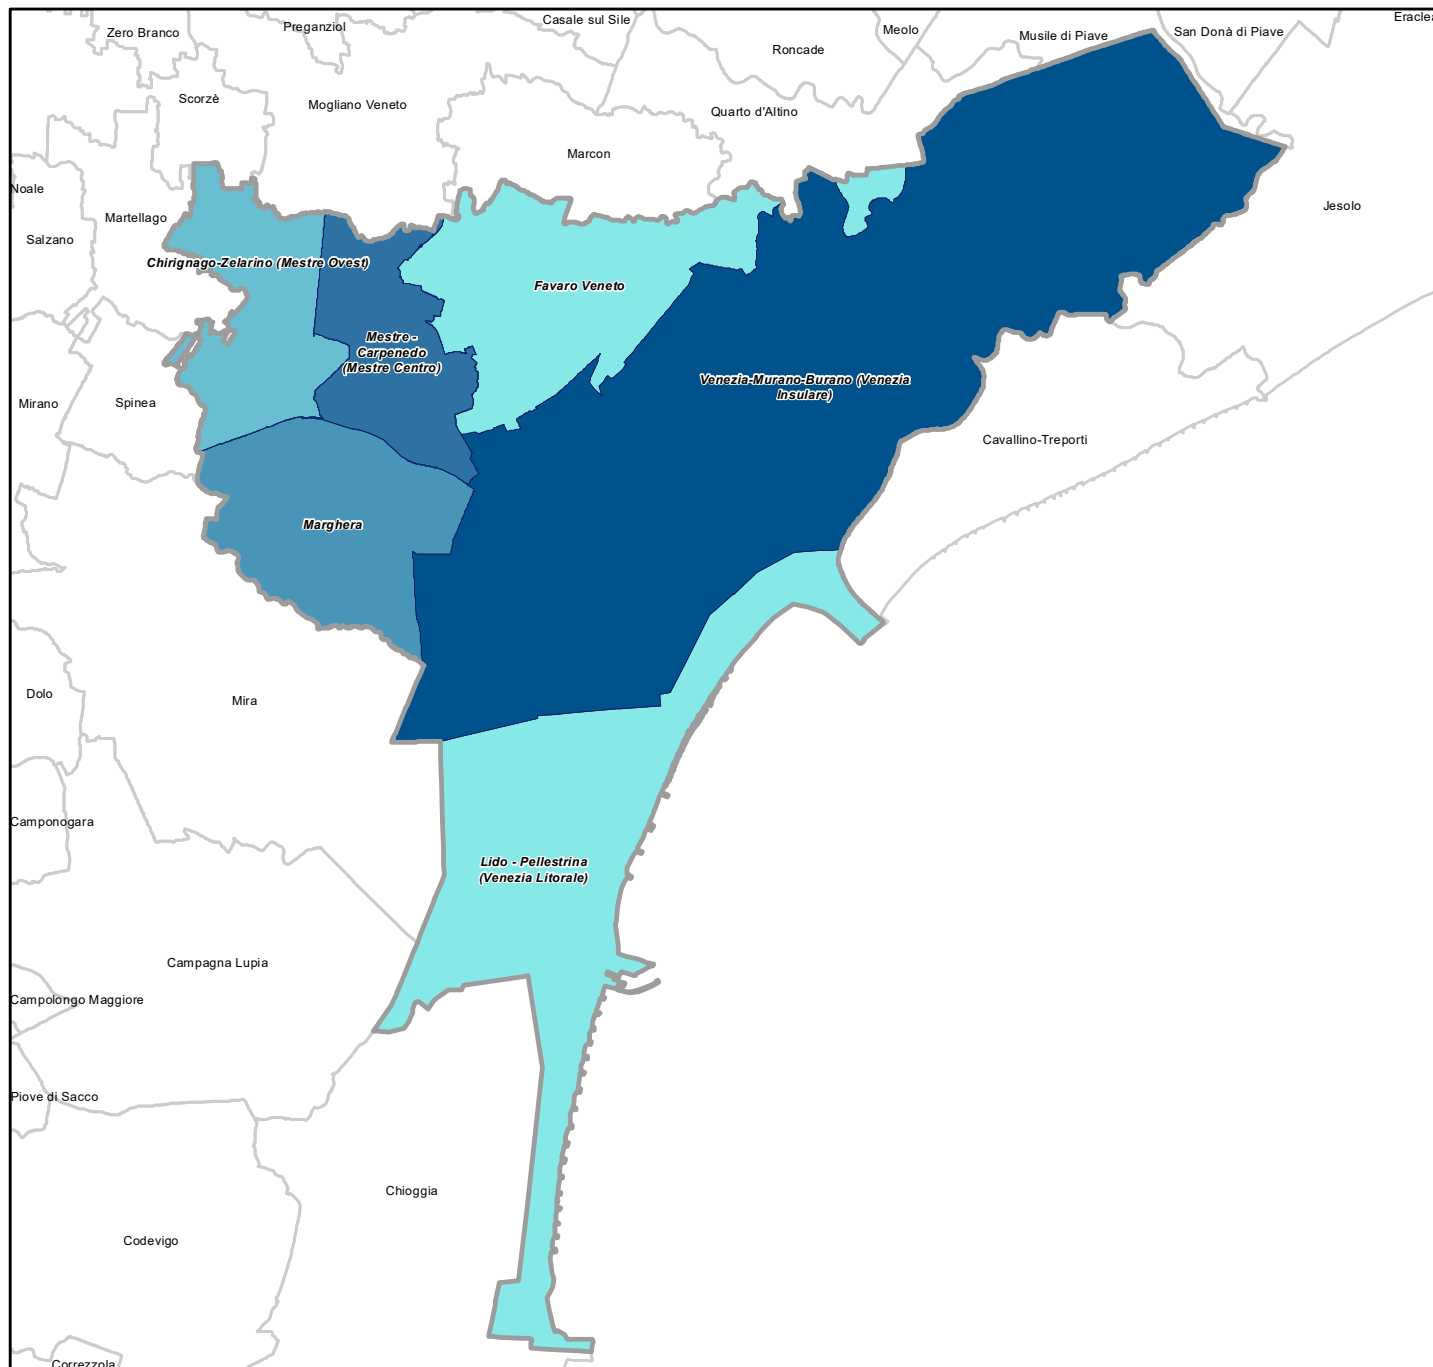 Casale sul Sile
Eraclea
Preganziol
Zero Branco
Meolo
San Donà di Piave
Musile di Piave
Roncade
Scorzè
Mogliano Veneto
Quarto d'Altino
Marcon
Noale
Jesolo
Martellago
Salzano
Chirignago-Zelarino (Mestre Ovest)
Favaro Veneto
Mestre -
Carpenedo
(Mestre Centro)
Venezia-Murano-Burano (Venezia
Insulare)
Mirano
Spinea
Cavallino-Treporti
Marghera
Dolo
Mira
Camponogara
Lido - Pellestrina
(Venezia Litorale)
Campagna Lupia
Campolongo Maggiore
Piove di Sacco
Chioggia
Codevigo
Correzzola